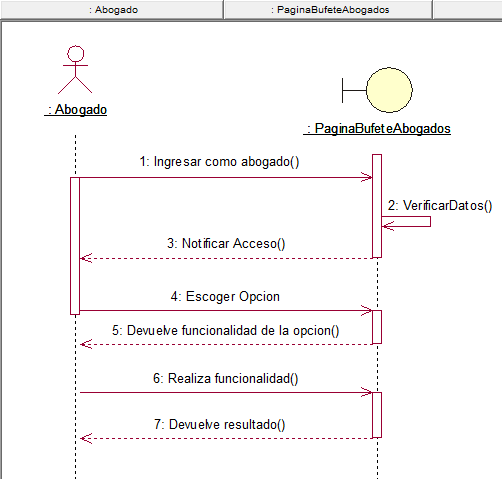 : Abogado
: PaginaBufeteAbogados
: Abogado
: PaginaBufeteAbogados
1: Ingresar como abogado()
2: VerificarDatos()
3: Notificar Acceso()
4: Escoger Opcion
5: Devuelve funcionalidad de la opcion()
6: Realiza funcionalidad()
7: Devuelve resultado()